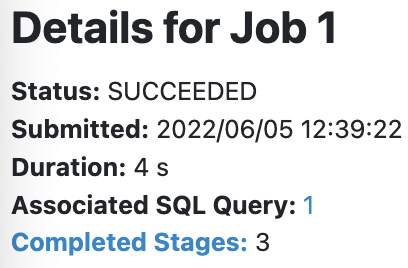 Details for Job 1
Status: SUCCEEDED
Submitted: 2022/06/05 12:39:22
Duration: 4 s
Associated SQL Query: 1
Completed Stages: 3